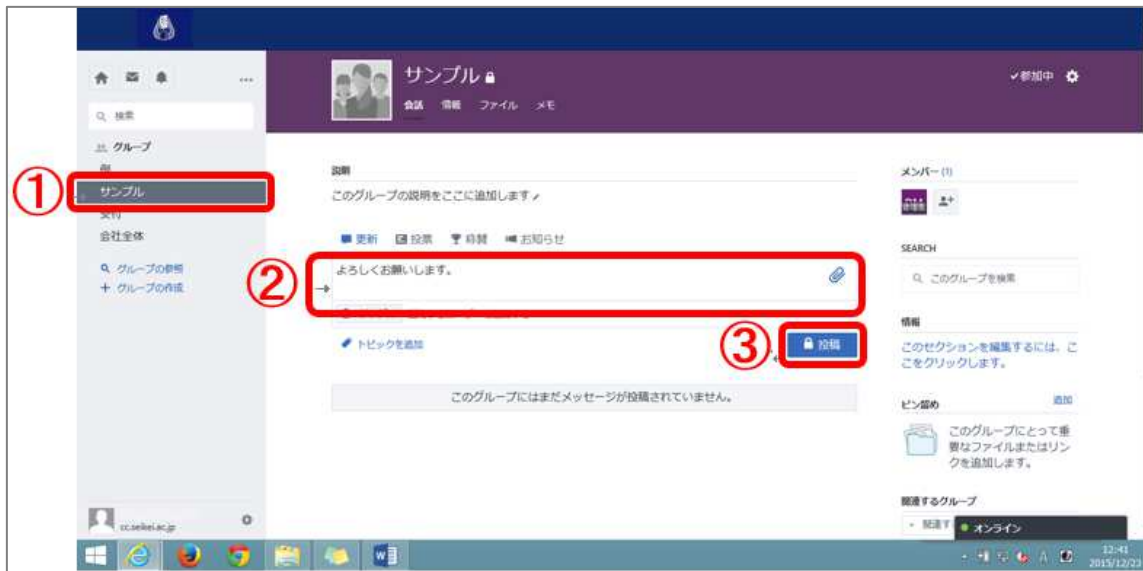 サンプル
✓参加中
会話 情報 ファイル メモ
検索
グループ
①
サンプル
受付
会社全体
グループの参照
+ グループの作成
説明
このグループの説明をここに追加します
更新 投票 称賛 お知らせ
②
よろしくお願いします。
トピックを追加
③
投稿
このグループにはまだメッセージが投稿されていません。
メンバー (1)
SEARCH
このグループを検索
情報
このセクションを編集するには、こ
こをクリックします。
ピン留め 追加
このグループにとって重
要なファイルまたはリン
クを追加します。
関連するグループ
オンライン
cc.seikei.ac.jp
12:41
2015/12/23